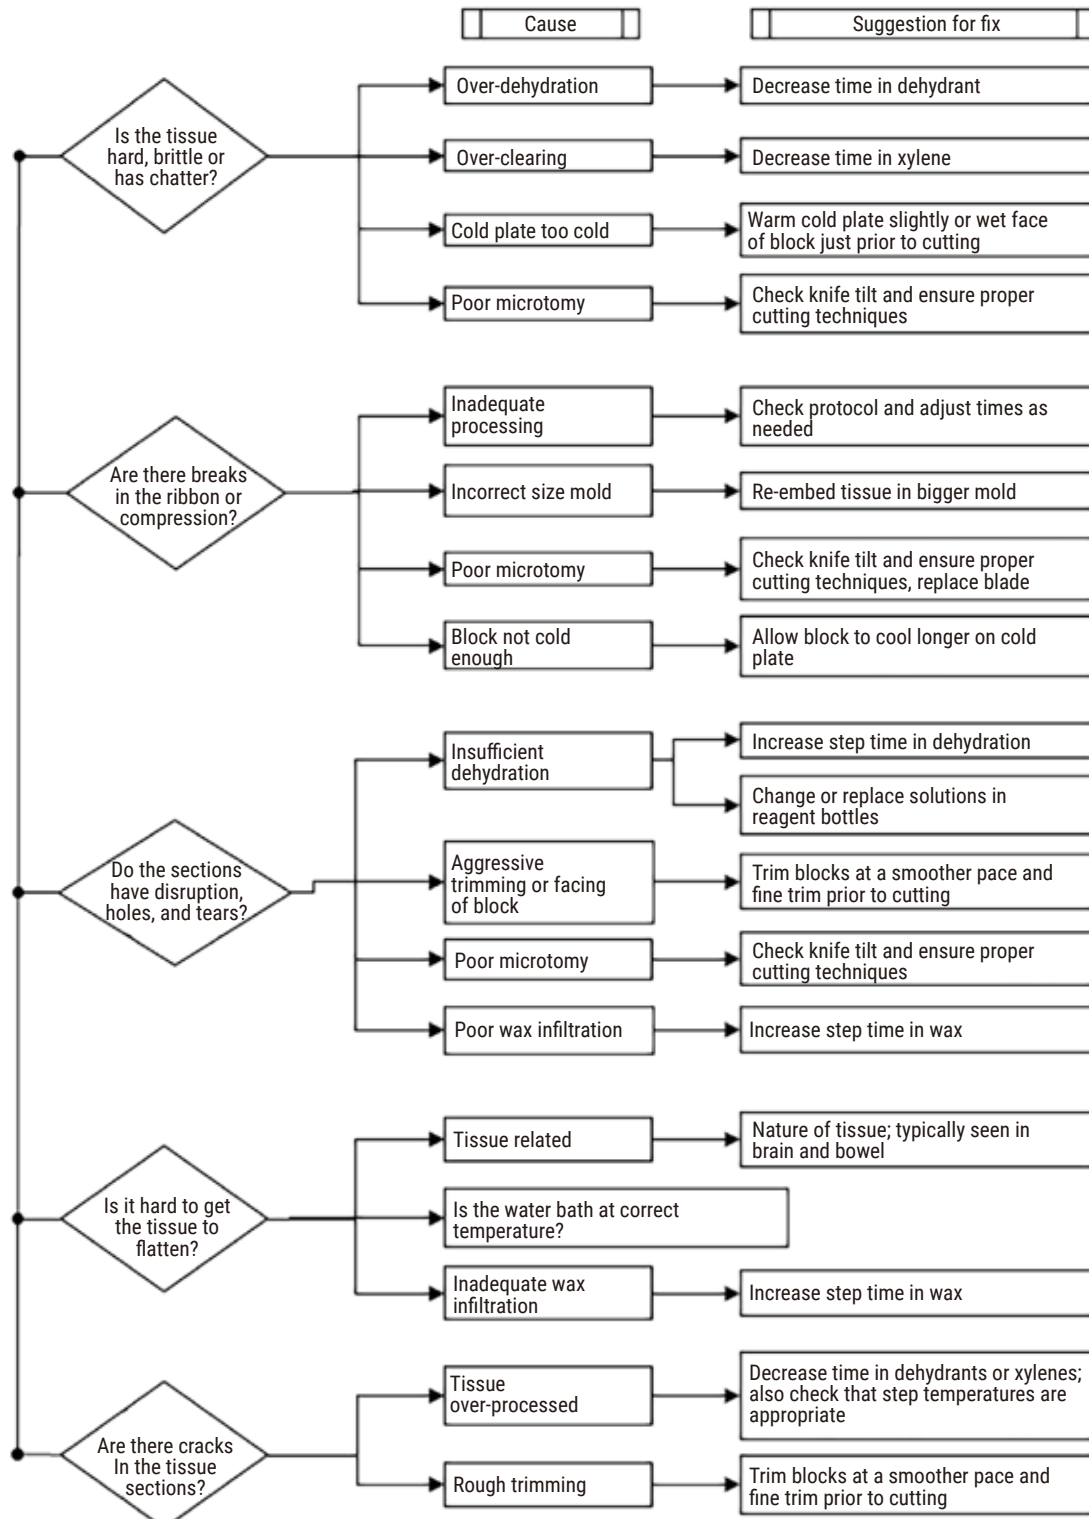 Cause
Suggestion for fix
Is the tissue
hard, brittle or
has chatter?
Over-dehydration
Decrease time in dehydrant
Over-clearing
Decrease time in xylene
Cold plate too cold
Warm cold plate slightly or wet face
of block just prior to cutting
Poor microtomy
Check knife tilt and ensure proper
cutting techniques
Are there breaks
in the ribbon or
compression?
Inadequate
processing
Check protocol and adjust times as
needed
Incorrect size mold
Re-embed tissue in bigger mold
Poor microtomy
Check knife tilt and ensure proper
cutting techniques, replace blade
Block not cold
enough
Allow block to cool longer on cold
plate
Do the sections
have disruption,
holes, and tears?
Insufficient
dehydration
Increase step time in dehydration
Change or replace solutions in
reagent bottles
Aggressive
trimming or facing
of block
Trim blocks at a smoother pace and
fine trim prior to cutting
Poor microtomy
Check knife tilt and ensure proper
cutting techniques
Poor wax infiltration
Increase step time in wax
Is it hard to get
the tissue to
flatten?
Tissue related
Nature of tissue; typically seen in
brain and bowel
Is the water bath at correct
temperature?
Inadequate wax
infiltration
Increase step time in wax
Are there cracks
In the tissue
sections?
Tissue
over-processed
Decrease time in dehydrants or xylenes;
also check that step temperatures are
appropriate
Rough trimming
Trim blocks at a smoother pace and
fine trim prior to cutting